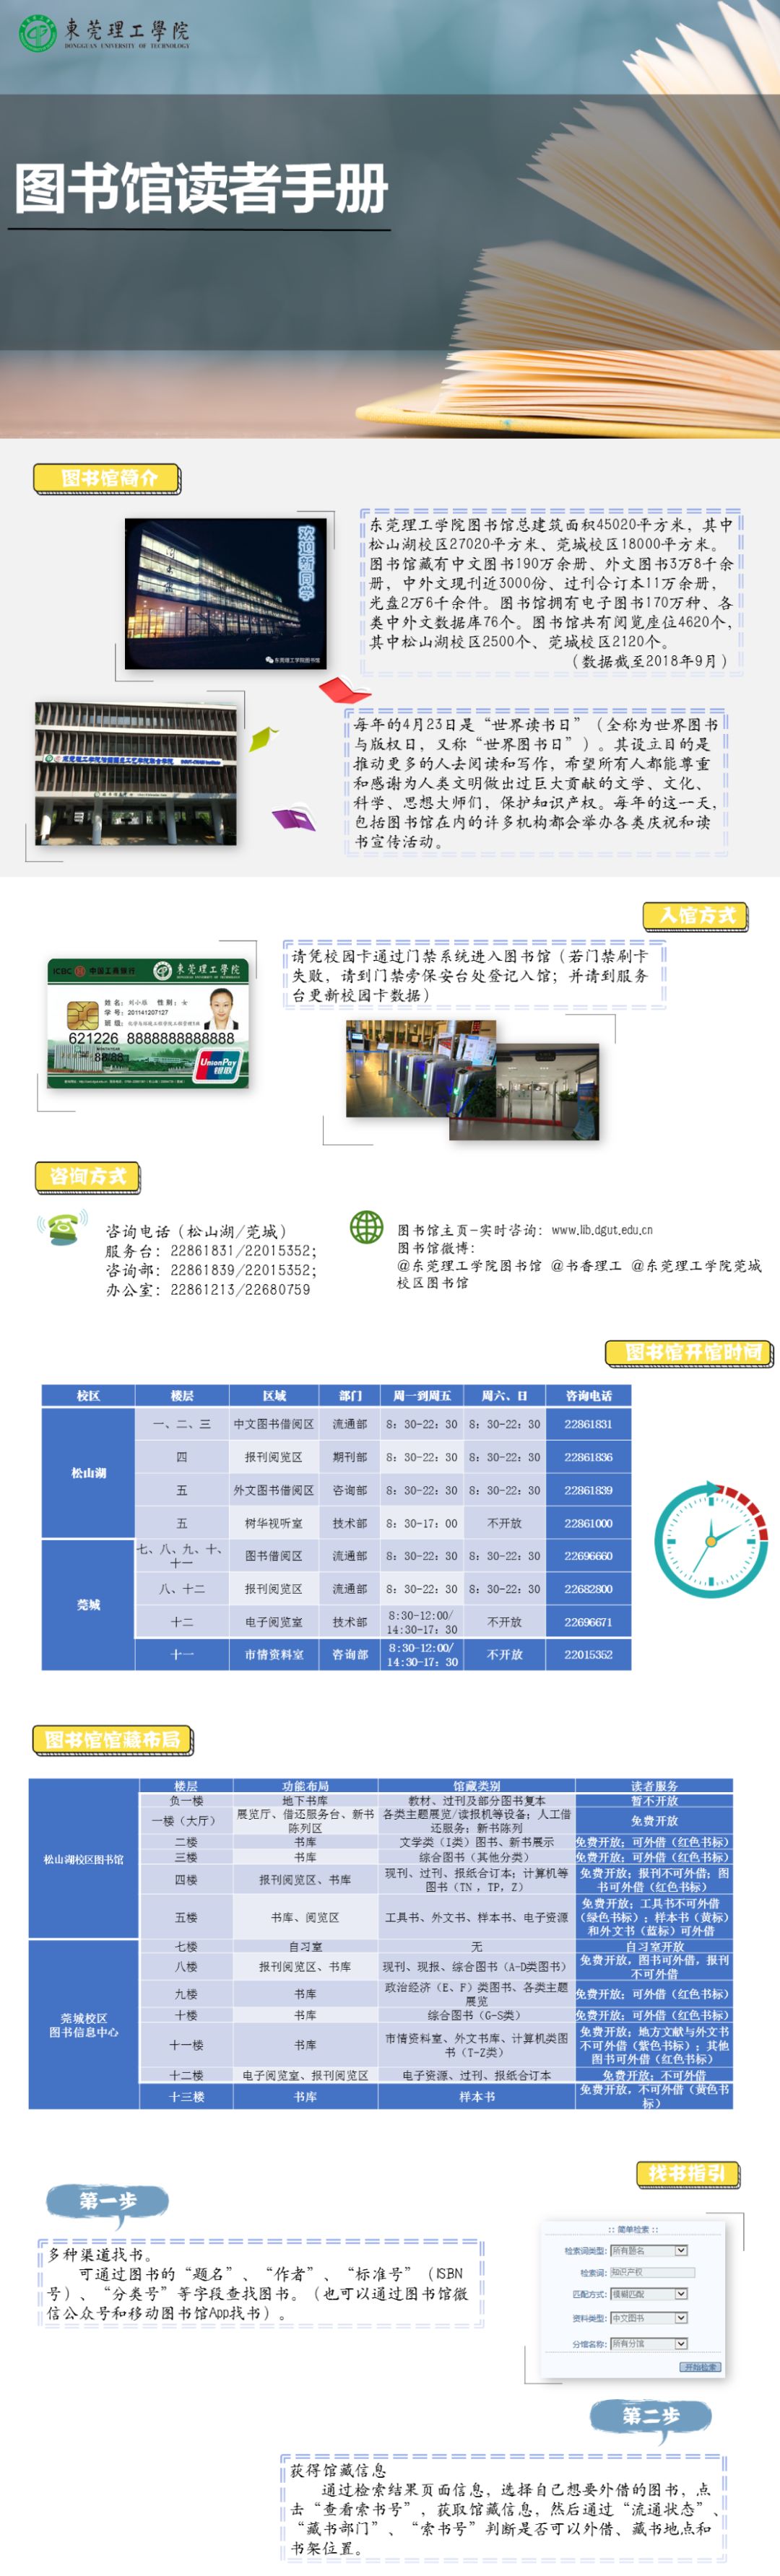 東莞理工學院
DONGGUAN UNIVERSITY OF TECHNOLOGY
图书馆读者手册
图书馆简介
欢迎新同学
东莞理工学院图书馆
东莞理工学院图书馆总建筑面积45020平方米，其中
松山湖校区27020平方米、莞城校区18000平方米。
图书馆藏有中文图书190万余册、外文图书3万8千余
册，中外文现刊近3000份、过刊合订本11万余册，
光盘2万6千余件。图书馆拥有电子图书170万种、各
类中外文数据库76个。图书馆共有阅览座位4620个，
其中松山湖校区2500个、莞城校区2120个。
（数据截至2018年9月）
每年的4月23日是“世界读书日”（全称为世界图书
与版权日，又称“世界图书日”）。其设立目的是
推动更多的人去阅读和写作，希望所有人都能尊重
和感谢为人类文明做出过巨大贡献的文学、文化、
科学、思想大师们，保护知识产权。每年的这一天，
包括图书馆在内的许多机构都会举办各类庆祝和读
书宣传活动。
入馆方式
ICBC 中国工商银行 東莞理工學院
姓名：刘小雅 性别：女
学号：201141207127
621226 8888888888888
88/88
UnionPay
银联
请凭校园卡通过门禁系统进入图书馆（若门禁刷卡
失败，请到门禁旁保安台处登记入馆；并请到服务
台更新校园卡数据）
咨询方式
咨询电话（松山湖/莞城）
服务台：22861831/22015352；
咨询部：22861839/22015352；
办公室：22861213/22680759
图书馆主页-实时咨询：www.lib.dgut.edu.cn
图书馆微博：
@东莞理工学院图书馆 @书香理工 @东莞理工学院莞城
校区图书馆
图书馆开馆时间
校区 楼层 区域 部门 周一到周五 周六、日 咨询电话
松山湖
一、二、三 中文图书借阅区 流通部 8：30-22：30 8：30-22：30 22861831
四 报刊阅览区 期刊部 8：30-22：30 8：30-22：30 22861836
五 外文图书借阅区 咨询部 8：30-22：30 8：30-22：30 22861839
五 树华视听室 技术部 8：30-17：00 不开放 22861000
莞城
七、八、九、十、
十一 图书借阅区 流通部 8：30-22：30 8：30-22：30 22696660
八、十二 报刊阅览区 流通部 8：30-22：30 8：30-22：30 22682800
十二 电子阅览室 技术部 8:30-12:00/
14:30-17：30 不开放 22696671
十一 市情资料室 咨询部 8:30-12:00/
14:30-17：30 不开放 22015352
图书馆馆藏布局
楼层 功能布局 馆藏类别 读者服务
松山湖校区图书馆
负一楼 地下书库 教材、过刊及部分图书复本 暂不开放
一楼（大厅） 展览厅、借还服务台、新书
陈列区 各类主题展览/读报机等设备；人工借
还服务；新书陈列 免费开放
二楼 书库 文学类（I类）图书、新书展示 免费开放；可外借（红色书标）
三楼 书库 综合图书（其他分类） 免费开放；可外借（红色书标）
四楼 报刊阅览区、书库 现刊、过刊、报纸合订本；计算机等
图书（TN，TP，Z） 免费开放；报刊不可外借；图
书可外借（红色书标）
五楼 书库、阅览区 工具书、外文书、样本书、电子资源 免费开放；工具书不可外借
（绿色书标）；样本书（黄标）
和外文书（蓝标）可外借
莞城校区
图书信息中心
七楼 自习室 无 自习室开放
八楼 报刊阅览区、书库 现刊、现报、综合图书（A-D类图书） 免费开放，图书可外借，报刊
不可外借
九楼 书库 政治经济（E、F）类图书、各类主题
展览 免费开放；可外借（红色书标）
十楼 书库 综合图书（G-S类） 免费开放；可外借（红色书标）
十一楼 书库 市情资料室、外文书库、计算机类图
书（T-Z类） 免费开放；地方文献与外文书
不可外借（紫色书标）；其他
图书可外借（红色书标）
十二楼 电子阅览室、报刊阅览区 电子资源、过刊、报纸合订本 免费开放；不可外借
十三楼 书库 样本书 免费开放，不可外借（黄色书
标）
找书指引
第一步
多种渠道找书。
可通过图书的“题名”、“作者”、“标准号”（ISBN
号）、“分类号”等字段查找图书。（也可以通过图书馆微
信公众号和移动图书馆App找书）。
:: 简单检索 ::
检索词类型： 所有题名
检索词： 知识产权
匹配方式： 模糊匹配
资料类型： 中文图书
分馆名称： 所有分馆
开始检索
第二步
获得馆藏信息
通过检索结果页面信息，选择自己想要外借的图书，点
去“查看索书号”，获取馆藏信息，然后通过“流通状态”、
“藏书部门”、“索书号”判断是否可以外借、藏书地点和
书架位置。